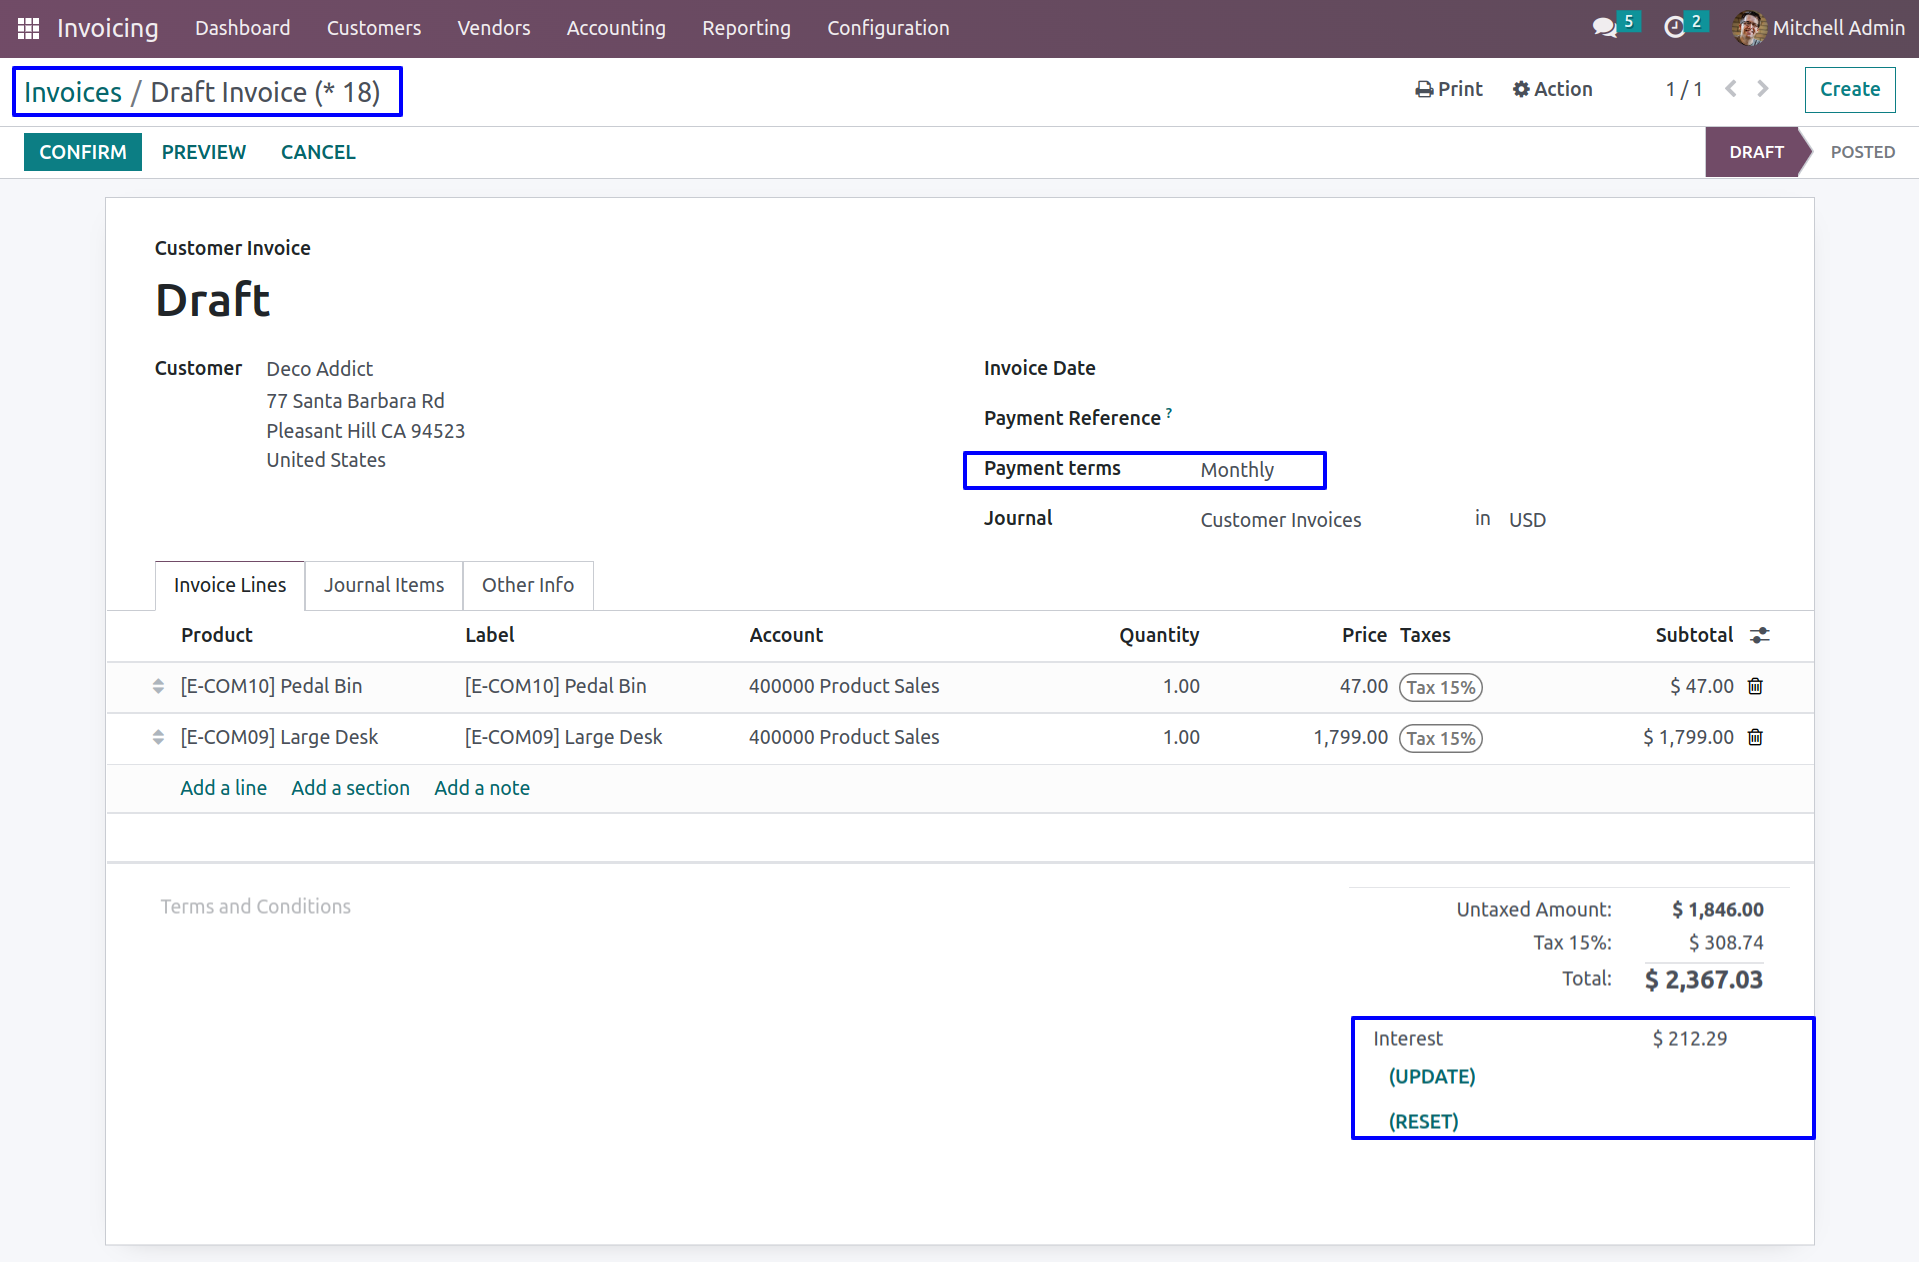 Invoicing Dashboard Customers Vendors Accounting Reporting Configuration 5 2 Mitchell Admin
Invoices / Draft Invoice (* 18) Print Action 1 / 1 Create
CONFIRM PREVIEW CANCEL DRAFT POSTED
Customer Invoice
Draft
Customer Deco Addict Invoice Date
77 Santa Barbara Rd
Payment Reference ?
Pleasant Hill CA 94523
United States
Payment terms Monthly
Journal Customer Invoices in USD
Invoice Lines Journal Items Other Info
Product Label Account Quantity Price Taxes Subtotal
[E-COM10] Pedal Bin [E-COM10] Pedal Bin 400000 Product Sales 1.00 47.00 Tax 15% $ 47.00
[E-COM09] Large Desk [E-COM09] Large Desk 400000 Product Sales 1.00 1,799.00 Tax 15% $ 1,799.00
Add a line Add a section Add a note
Terms and Conditions Untaxed Amount: $ 1,846.00
Tax 15%: $ 308.74
Total: $ 2,367.03
Interest $ 212.29
(UPDATE)
(RESET)